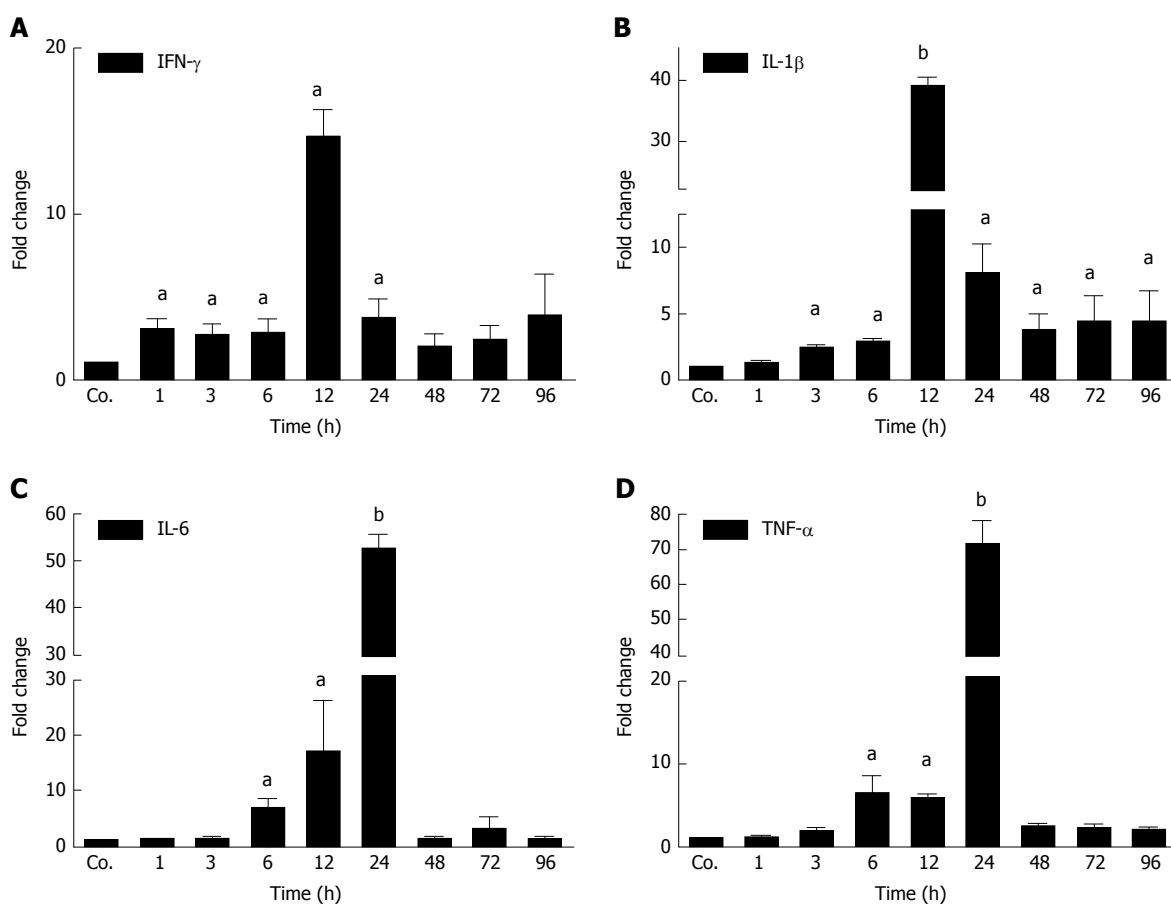 A
IFN-γ
Fold change
20
10
0
a
a
a
a
a
Co.
1
3
6
12
24
48
72
96
Time (h)
B
IL-1β
Fold change
40
30
10
5
0
a
a
b
a
a
a
a
Co.
1
3
6
12
24
48
72
96
Time (h)
C
IL-6
Fold change
60
50
40
30
30
20
10
0
a
a
b
Co.
1
3
6
12
24
48
72
96
Time (h)
D
TNF-α
Fold change
80
70
60
50
40
20
10
0
a
a
b
Co.
1
3
6
12
24
48
72
96
Time (h)